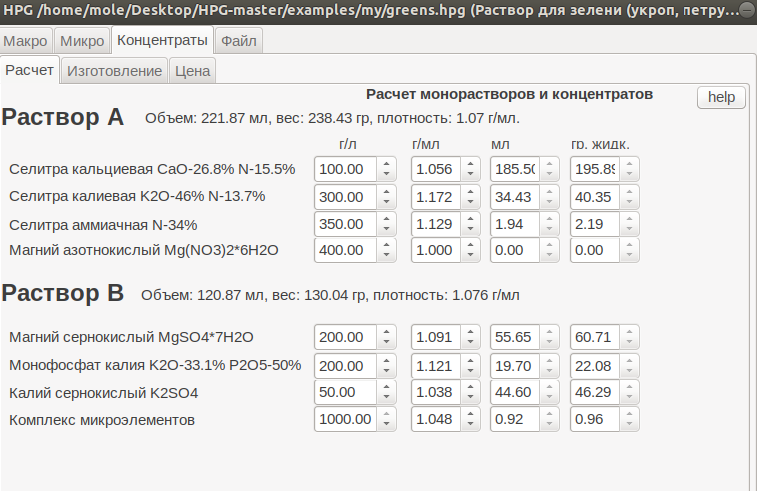 HPG /home/mole/Desktop/HPG-master/examples/my/greens.hpg (Раствор для зелени (укроп, петру...
Макро Микро Концентраты Файл
Расчет Изготовление Цена
Расчет монорастворов и концентратов help
Раствор А Объем: 221.87 мл, вес: 238.43 гр, плотность: 1.07 г/мл.
г/л г/мл мл гр. жидк.
Селитра кальциевая CaO-26.8% N-15.5% 100.00 1.056 185.50 195.89
Селитра калиевая K2O-46% N-13.7% 300.00 1.172 34.43 40.35
Селитра аммиачная N-34% 350.00 1.129 1.94 2.19
Магний азотнокислый Mg(NO3)2*6H2O 400.00 1.000 0.00 0.00
Раствор В Объем: 120.87 мл, вес: 130.04 гр, плотность: 1.076 г/мл
Магний сернокислый MgSO4*7H2O 200.00 1.091 55.65 60.71
Монофосфат калия K2O-33.1% P2O5-50% 200.00 1.121 19.70 22.08
Калий сернокислый K2SO4 50.00 1.038 44.60 46.29
Комплекс микроэлементов 1000.00 1.048 0.92 0.96